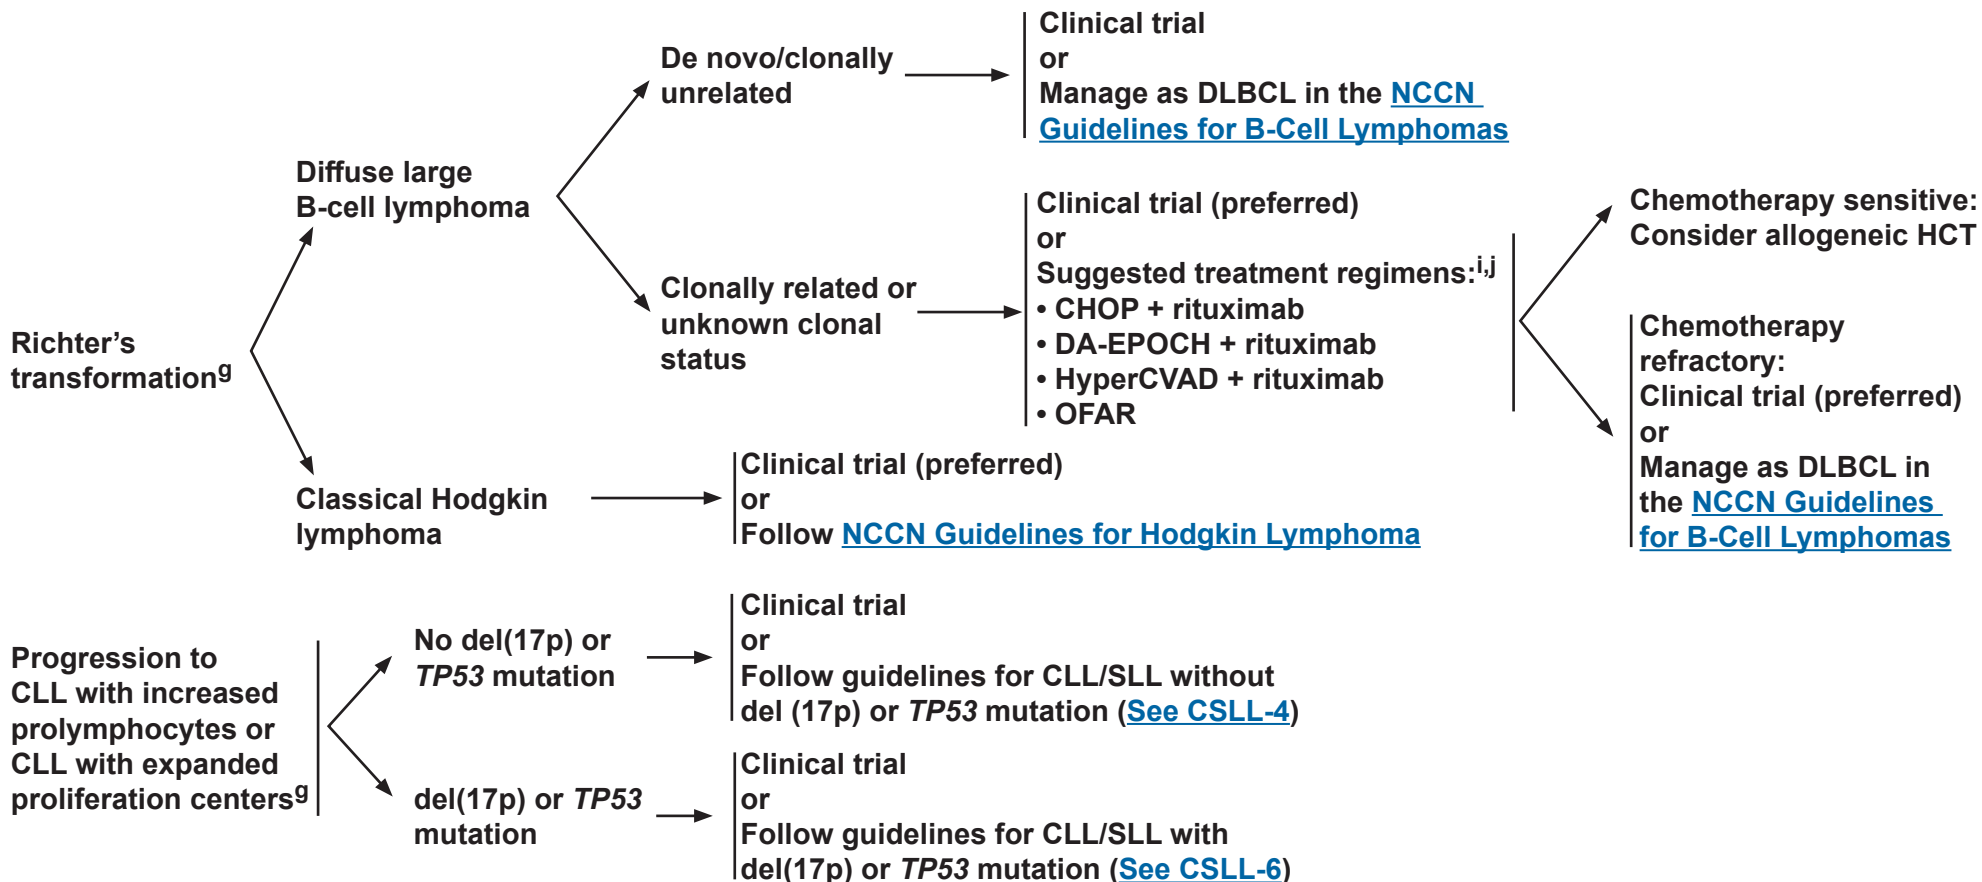 Richter's
transformationg
Diffuse large
B-cell lymphoma
De novo/clonally
unrelated
Clinical trial
or
Manage as DLBCL in the NCCN
Guidelines for B-Cell Lymphomas
Clonally related or
unknown clonal
status
Clinical trial (preferred)
or
Suggested treatment regimens:i,j
• CHOP + rituximab
• DA-EPOCH + rituximab
• HyperCVAD + rituximab
• OFAR
Chemotherapy sensitive:
Consider allogeneic HCT
Chemotherapy
refractory:
Clinical trial (preferred)
or
Manage as DLBCL in
the NCCN Guidelines
for B-Cell Lymphomas
Classical Hodgkin
lymphoma
Clinical trial (preferred)
or
Follow NCCN Guidelines for Hodgkin Lymphoma
Progression to
CLL with increased
prolymphocytes or
CLL with expanded
proliferation centersg
No del(17p) or
TP53 mutation
Clinical trial
or
Follow guidelines for CLL/SLL without
del (17p) or TP53 mutation (See CSLL-4)
del(17p) or TP53
mutation
Clinical trial
or
Follow guidelines for CLL/SLL with
del(17p) or TP53 mutation (See CSLL-6)